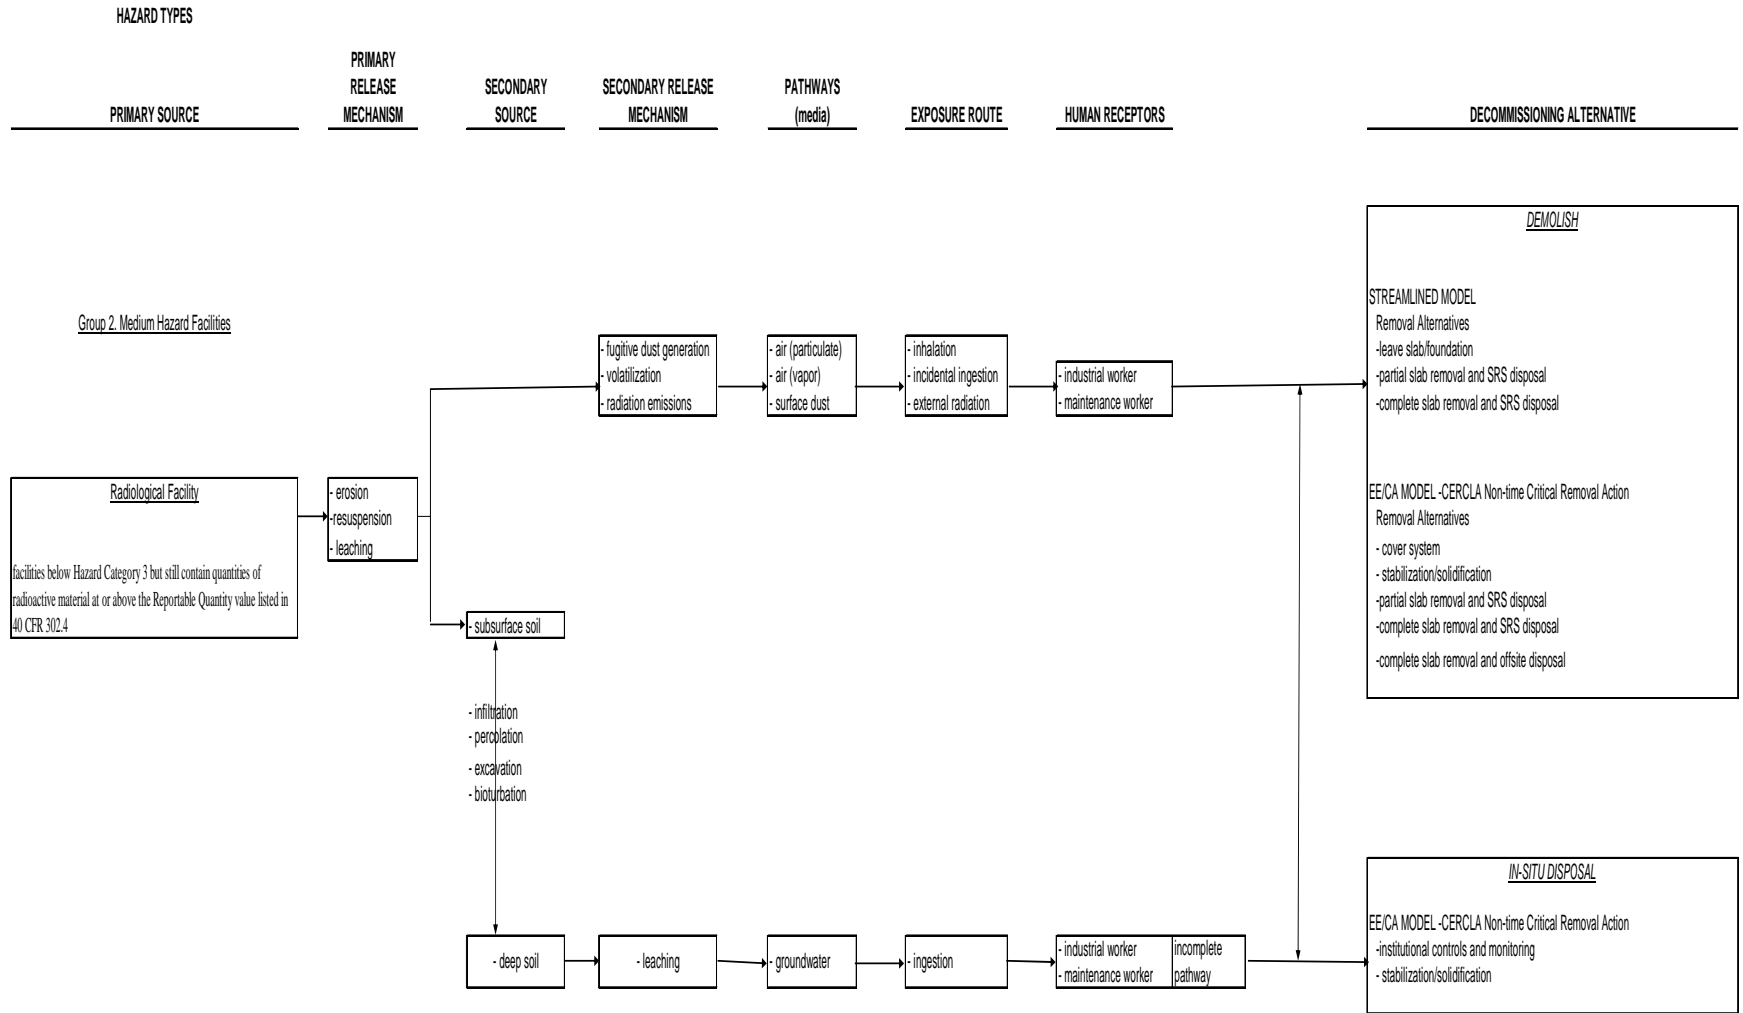 HAZARD TYPES
PRIMARY SOURCE
PRIMARY
RELEASE
MECHANISM
SECONDARY
SOURCE
SECONDARY RELEASE
MECHANISM
PATHWAYS
(media)
EXPOSURE ROUTE
HUMAN RECEPTORS
DECOMMISSIONING ALTERNATIVE
Group 2. Medium Hazard Facilities
Radiological Facility
facilities below Hazard Category 3 but still contain quantities of
radioactive material at or above the Reportable Quantity value listed in
40 CFR 302.4
- erosion
-resuspension
- leaching
- fugitive dust generation
- volatilization
- radiation emissions
- air (particulate)
- air (vapor)
- surface dust
- inhalation
- incidental ingestion
- external radiation
- industrial worker
- maintenance worker
DEMOLISH
STREAMLINED MODEL
Removal Alternatives
-leave slab/foundation
-partial slab removal and SRS disposal
-complete slab removal and SRS disposal
EE/CA MODEL -CERCLA Non-time Critical Removal Action
Removal Alternatives
- cover system
- stabilization/solidification
-partial slab removal and SRS disposal
-complete slab removal and SRS disposal
-complete slab removal and offsite disposal
- subsurface soil
- infiltration
- percolation
- excavation
- bioturbation
- deep soil
- leaching
- groundwater
- ingestion
- industrial worker
- maintenance worker
incomplete
pathway
IN-SITU DISPOSAL
EE/CA MODEL -CERCLA Non-time Critical Removal Action
-institutional controls and monitoring
- stabilization/solidification